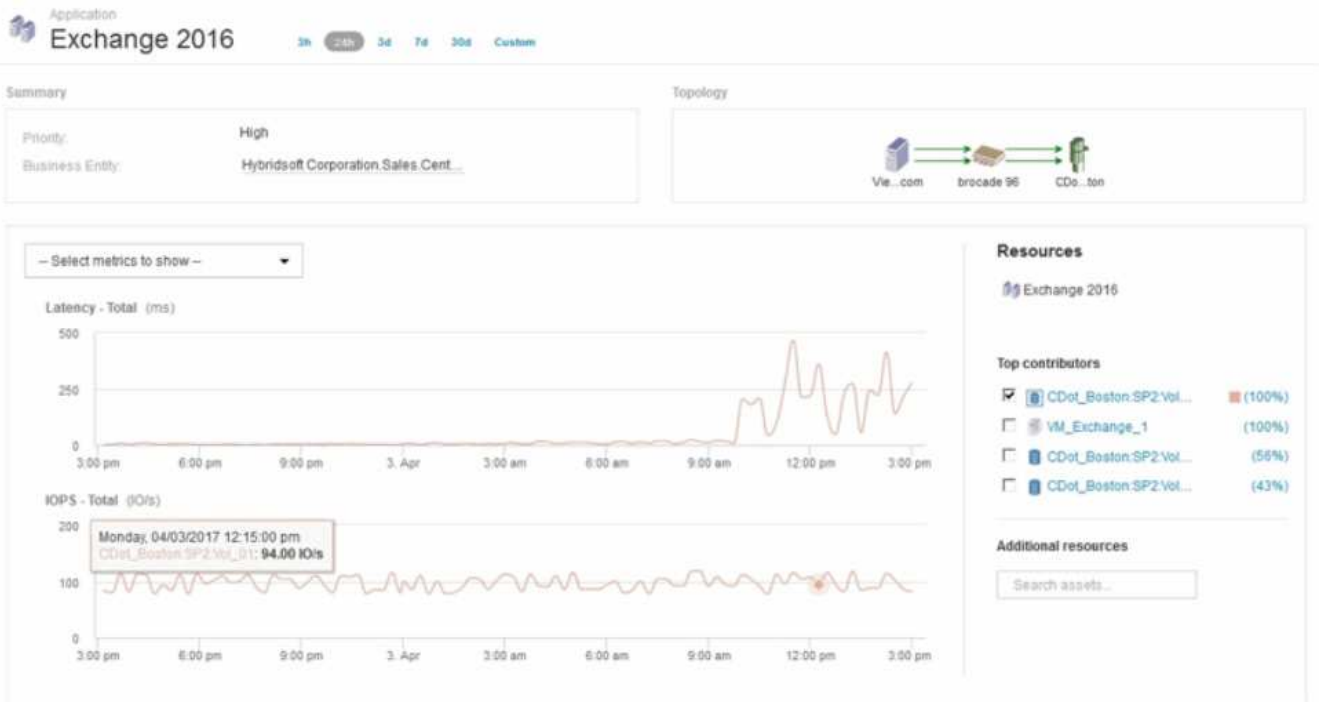 Application
Exchange 2016
3h 24h 3d 7d 30d Custom
Summary
Priority: High
Business Entity: Hybridsoft Corporation.Sales.Cent...
Topology
Vie...com brocade 96 CDo...ton
-- Select metrics to show --
Latency - Total (ms)
500
250
0
3:00 pm 6:00 pm 9:00 pm 3. Apr 3:00 am 6:00 am 9:00 am 12:00 pm 3:00 pm
IOPS - Total (IO/s)
200
Monday, 04/03/2017 12:15:00 pm
CDot_Boston:SP2:Vol_01: 94.00 IO/s
100
0
3:00 pm 6:00 pm 9:00 pm 3. Apr 3:00 am 6:00 am 9:00 am 12:00 pm 3:00 pm
Resources
Exchange 2016
Top contributors
CDot_Boston:SP2:Vol... (100%)
VM_Exchange_1 (100%)
CDot_Boston:SP2:Vol... (56%)
CDot_Boston:SP2:Vol... (43%)
Additional resources
Search assets...